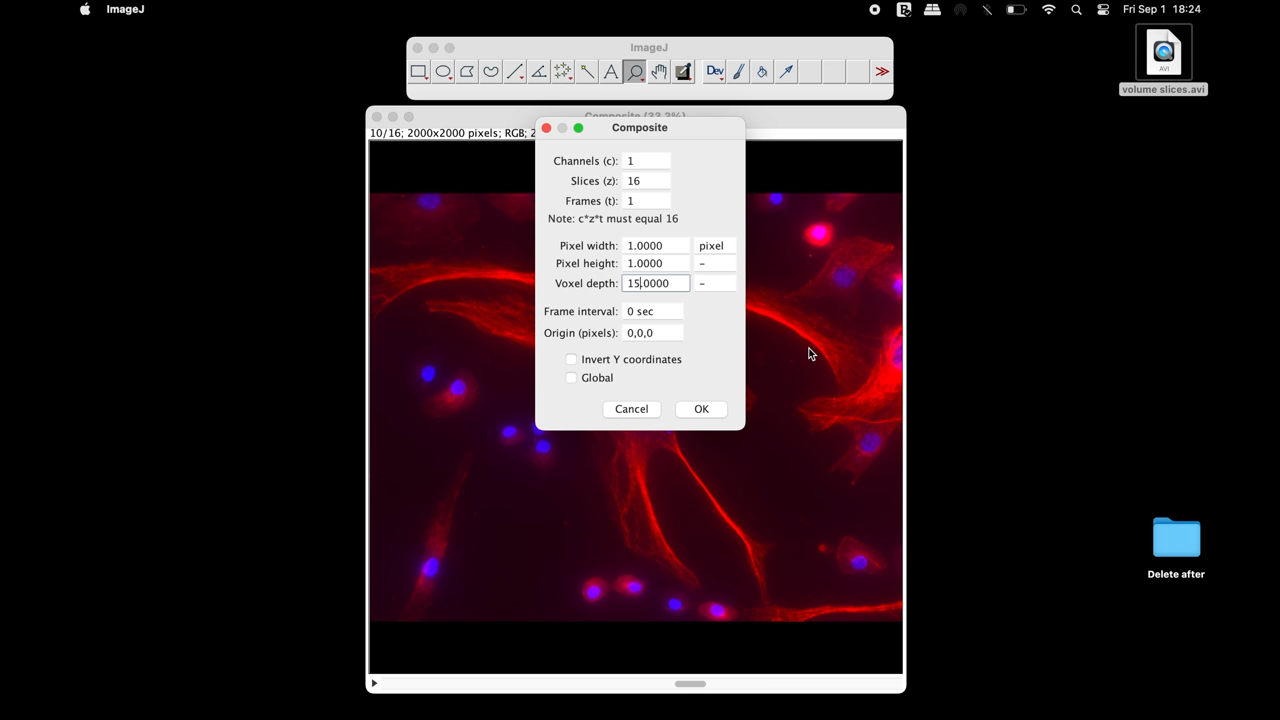 ImageJ
Fri Sep 1 18:24
ImageJ
A
Dev
AVI
volume slices.avi
Composite (33.3%)
10/16; 2000x2000 pixels; RGB; 2
Composite
Channels (c): 1
Slices (z): 16
Frames (t): 1
Note: c*z*t must equal 16
Pixel width: 1.0000 pixel
Pixel height: 1.0000 –
Voxel depth: 15.0000 –
Frame interval: 0 sec
Origin (pixels): 0,0,0
Invert Y coordinates
Global
Cancel OK
Delete after